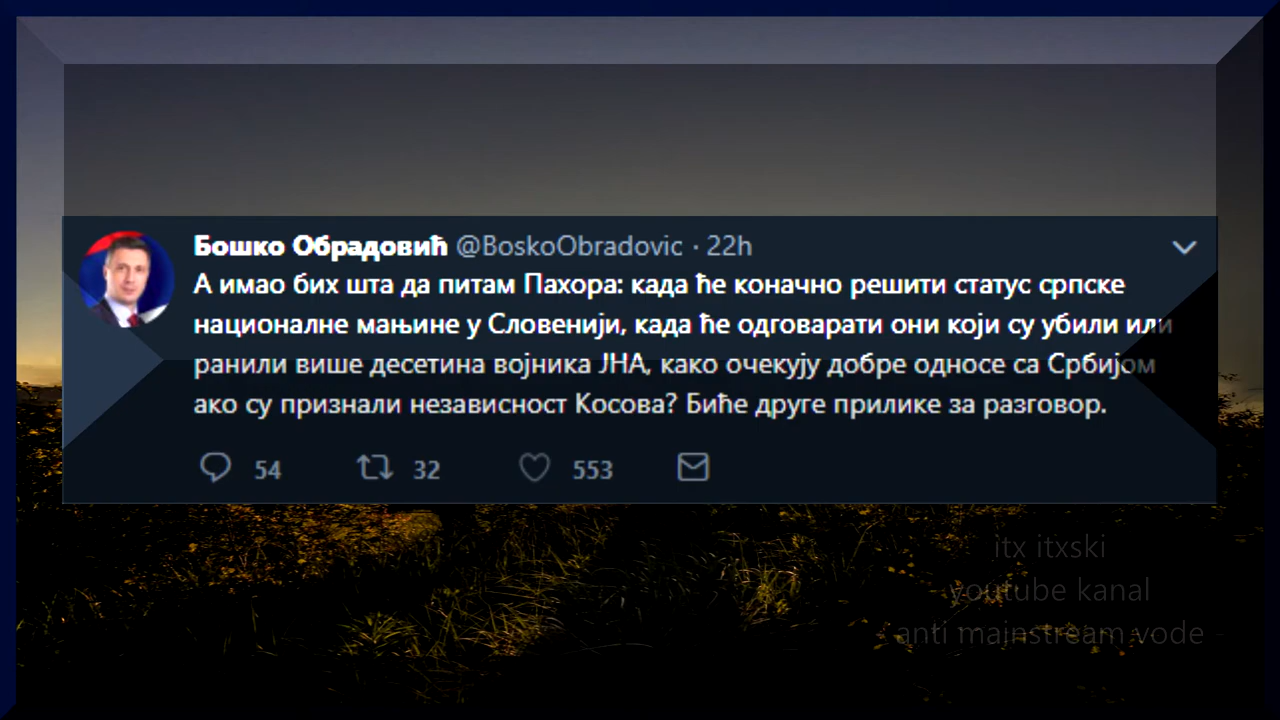 Бошко Обрадовић @BoskoObradovic · 22h
А имао бих шта да питам Пахора: када ће коначно решити статус српске
националне мањине у Словенији, када ће одговарати они који су убили или
ранили више десетина војника ЈНА, како очекују добре односе са Србијом
ако су признали независност Косова? Биће друге прилике за разговор.
54 32 553
itx itxski
youtube kanal
anti mainstream vode